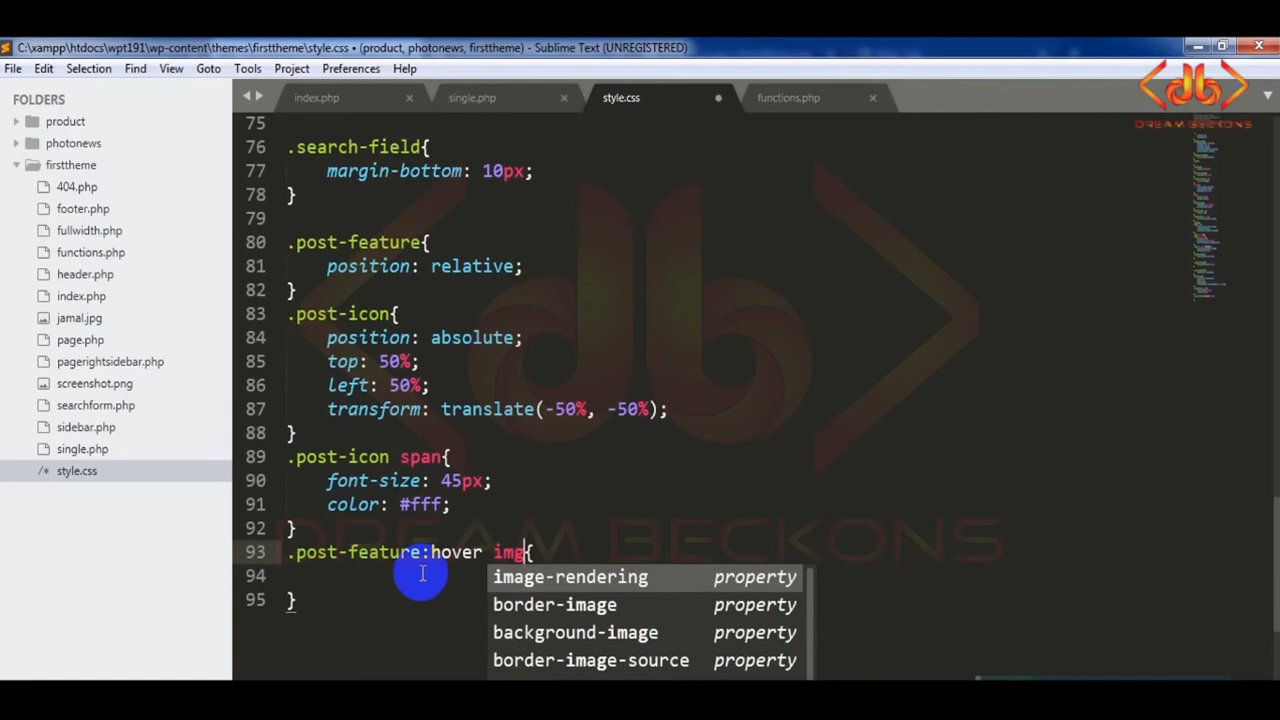 C:\xampp\htdocs\wpt191\wp-content\themes\firsttheme\style.css • (product, photonews, firsttheme) - Sublime Text (UNREGISTERED)
File Edit Selection Find View Goto Tools Project Preferences Help
FOLDERS
product
photonews
firsttheme
404.php
footer.php
fullwidth.php
functions.php
header.php
index.php
jamal.jpg
page.php
pagerightsidebar.php
screenshot.png
searchform.php
sidebar.php
single.php
/* style.css
index.php single.php style.css functions.php
DREAM BECKONS
75
76 .search-field{
77 margin-bottom: 10px;
78 }
79
80 .post-feature{
81 position: relative;
82 }
83 .post-icon{
84 position: absolute;
85 top: 50%;
86 left: 50%;
87 transform: translate(-50%, -50%);
88 }
89 .post-icon span{
90 font-size: 45px;
91 color: #fff;
92 }
93 .post-feature:hover img{
94
95 }
image-rendering property
border-image property
background-image property
border-image-source property
DREAM BECKONS